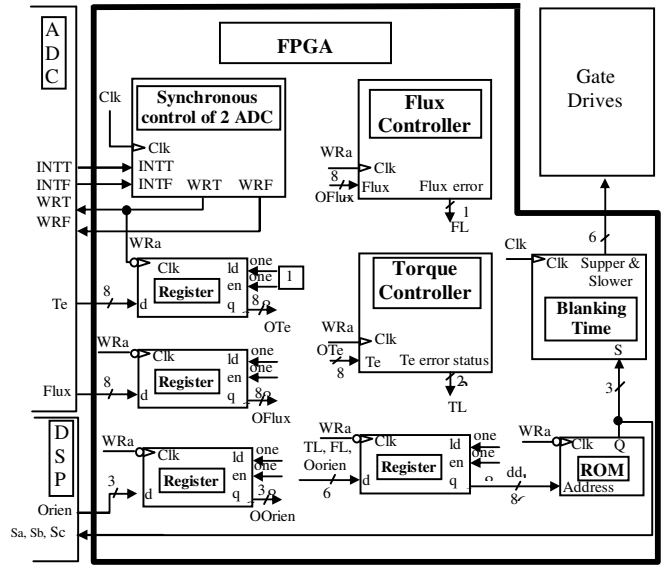 ADC
FPGA
Gate
Drives
Clk
Synchronous
control of 2 ADC
Clk
INTT
INTF
WRT WRF
INTT
INTF
WRT
WRF
Flux
Controller
WRa
Clk
8
OFlux
Flux
Flux error
1
FL
WRa
Clk
ld
one
en
one
1
Register
Te
8
d
q
8
OTe
Torque
Controller
WRa
Clk
OTe
8
Te
Te error status
2
TL
6
Clk
Clk
Supper &
Slower
Blanking
Time
S
3
WRa
Clk
ld
one
en
one
Register
Flux
8
d
q
8
OFlux
DSP
WRa
Clk
ld
one
en
one
Register
Orien
3
d
q
3
OOrien
Sa, Sb, Sc
WRa
TL, FL,
Oorien
6
Clk
ld
one
en
one
Register
d
q
WRa
Clk
Q
ROM
Address